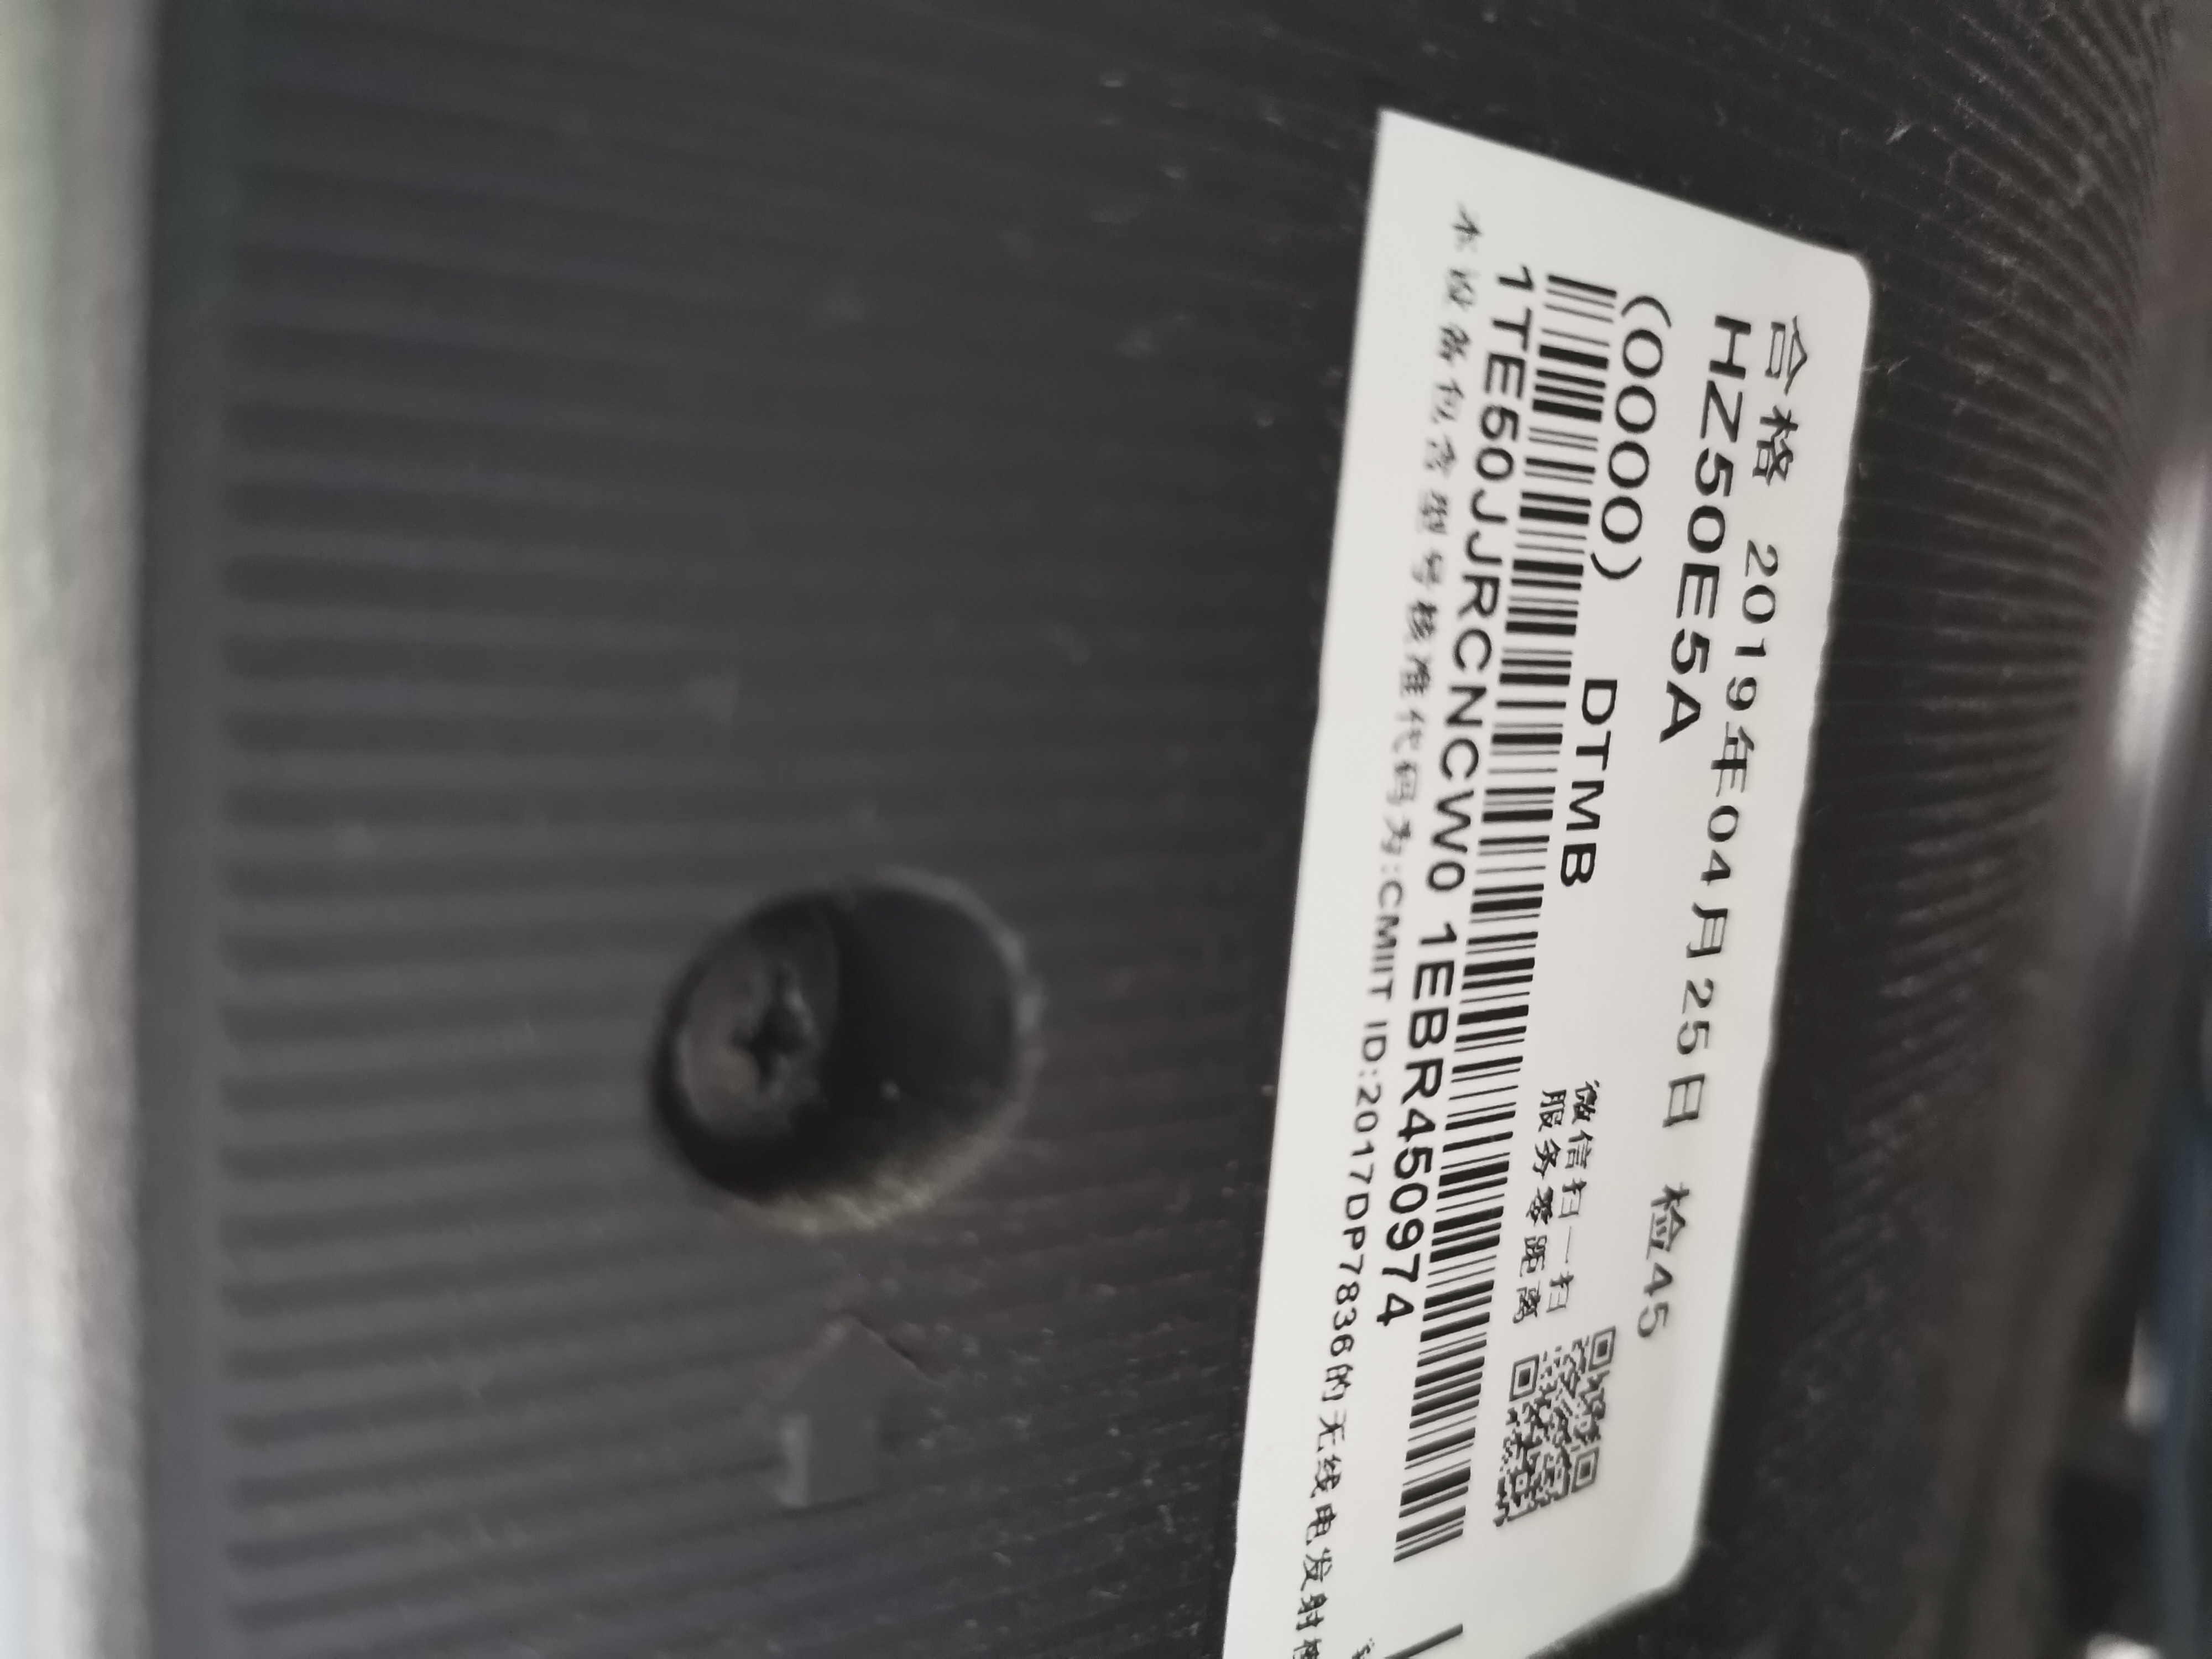 合格 2019年04月25日 检45
HZ50E5A
(0000) DTMB
微信扫一扫
服务零距离
1TE50JJRCNCW0 1EBR450974
本设备包含型号核准代码为:CMIIT ID:2017DP7836的无线电发射模